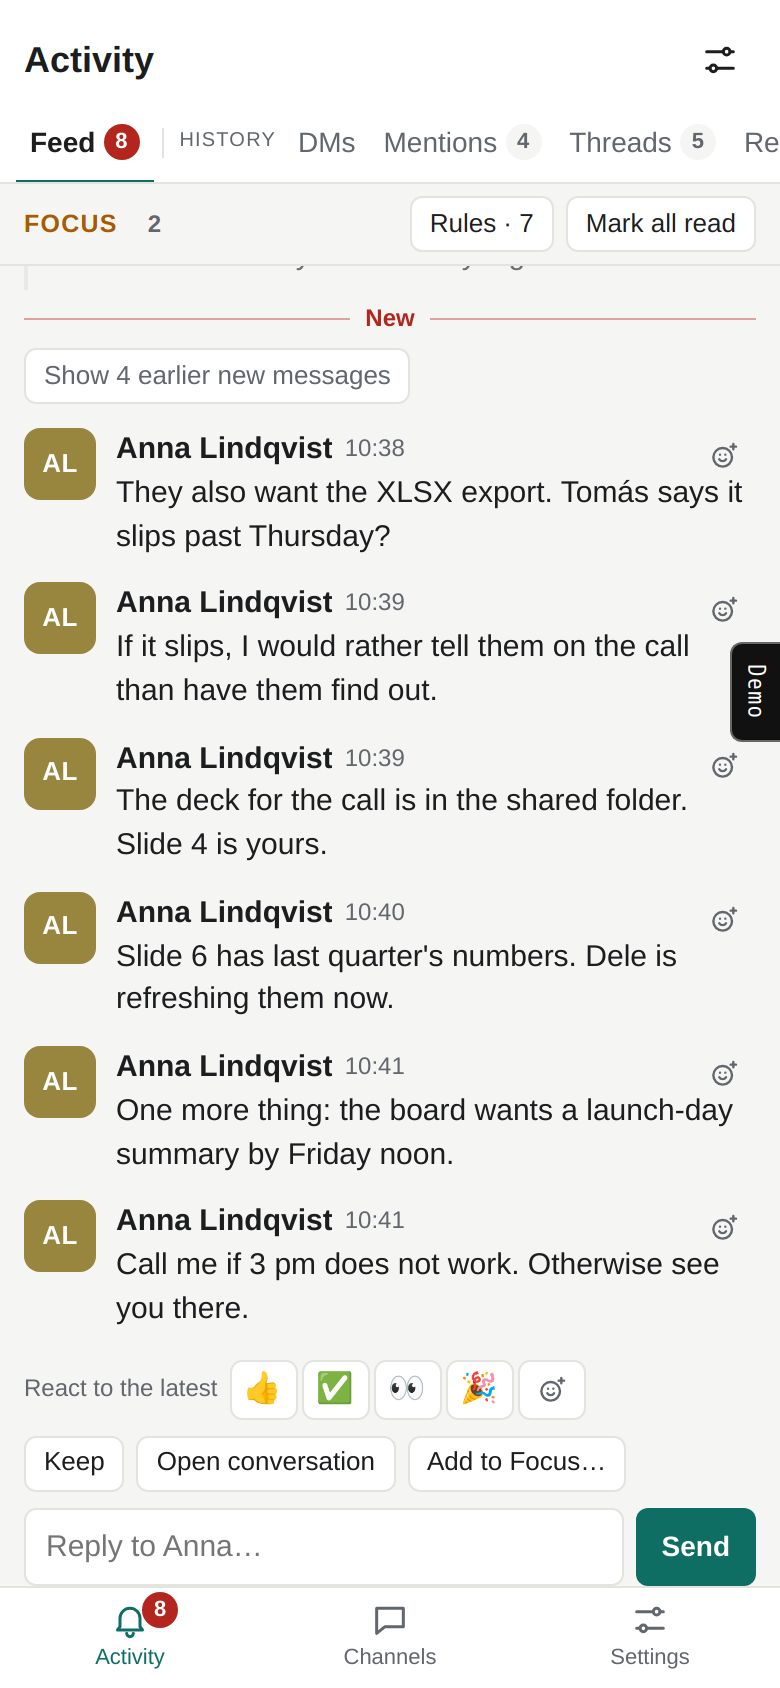 Activity
Feed 8 HISTORY DMs Mentions 4 Threads 5 Re
FOCUS 2 Rules · 7 Mark all read
New
Show 4 earlier new messages
AL Anna Lindqvist 10:38
They also want the XLSX export. Tomás says it
slips past Thursday?
AL Anna Lindqvist 10:39
If it slips, I would rather tell them on the call
than have them find out.
Demo
AL Anna Lindqvist 10:39
The deck for the call is in the shared folder.
Slide 4 is yours.
AL Anna Lindqvist 10:40
Slide 6 has last quarter's numbers. Dele is
refreshing them now.
AL Anna Lindqvist 10:41
One more thing: the board wants a launch-day
summary by Friday noon.
AL Anna Lindqvist 10:41
Call me if 3 pm does not work. Otherwise see
you there.
React to the latest
Keep Open conversation Add to Focus…
Reply to Anna… Send
8
Activity Channels Settings